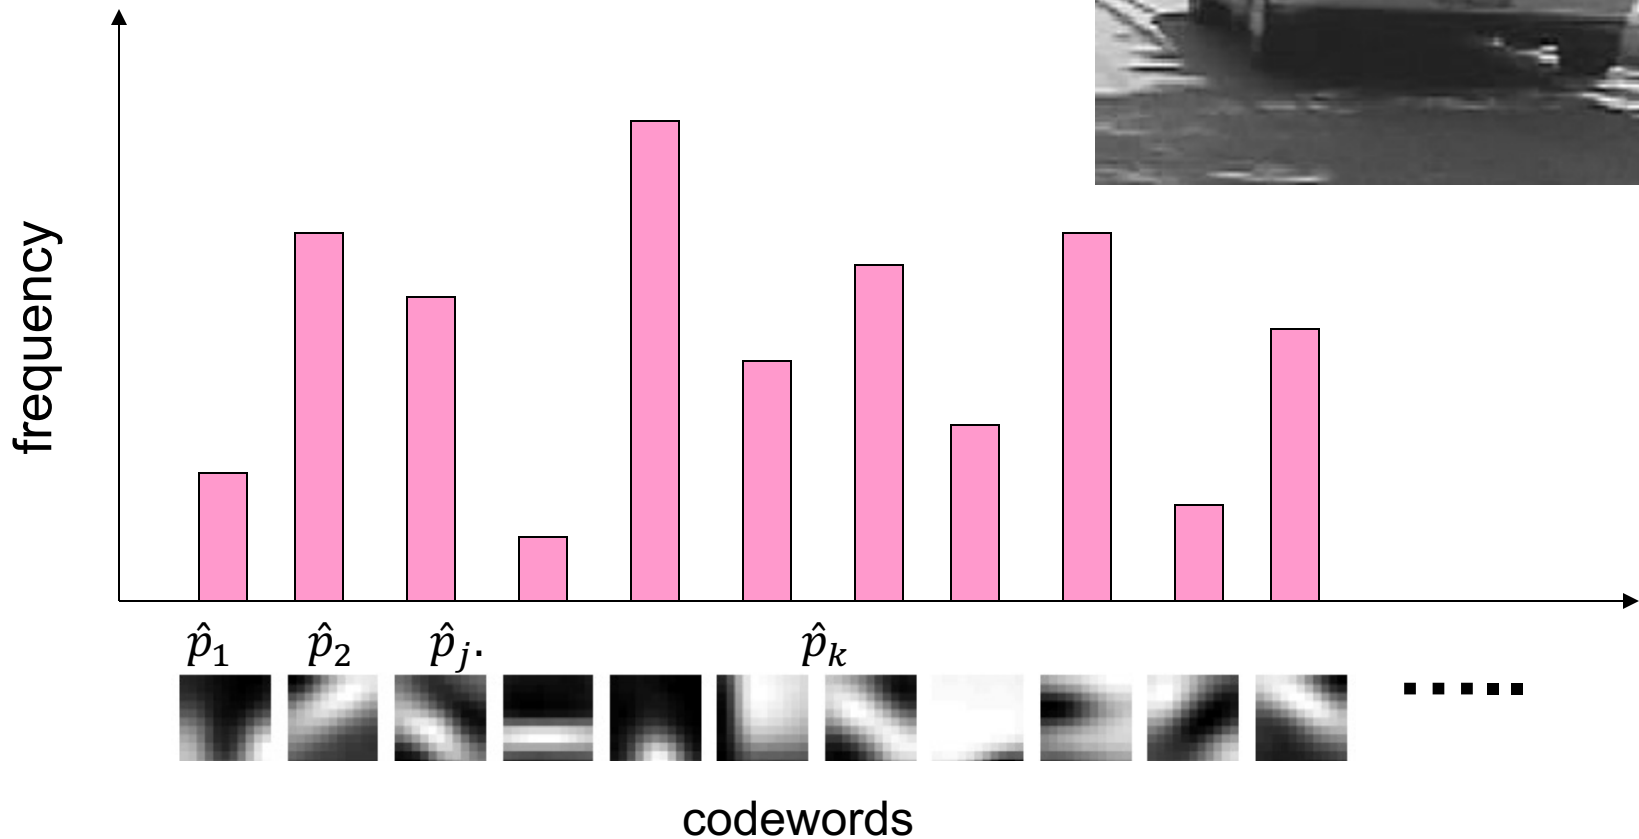 frequency
p̂₁ p̂₂ p̂ⱼ. p̂ₖ
......
codewords